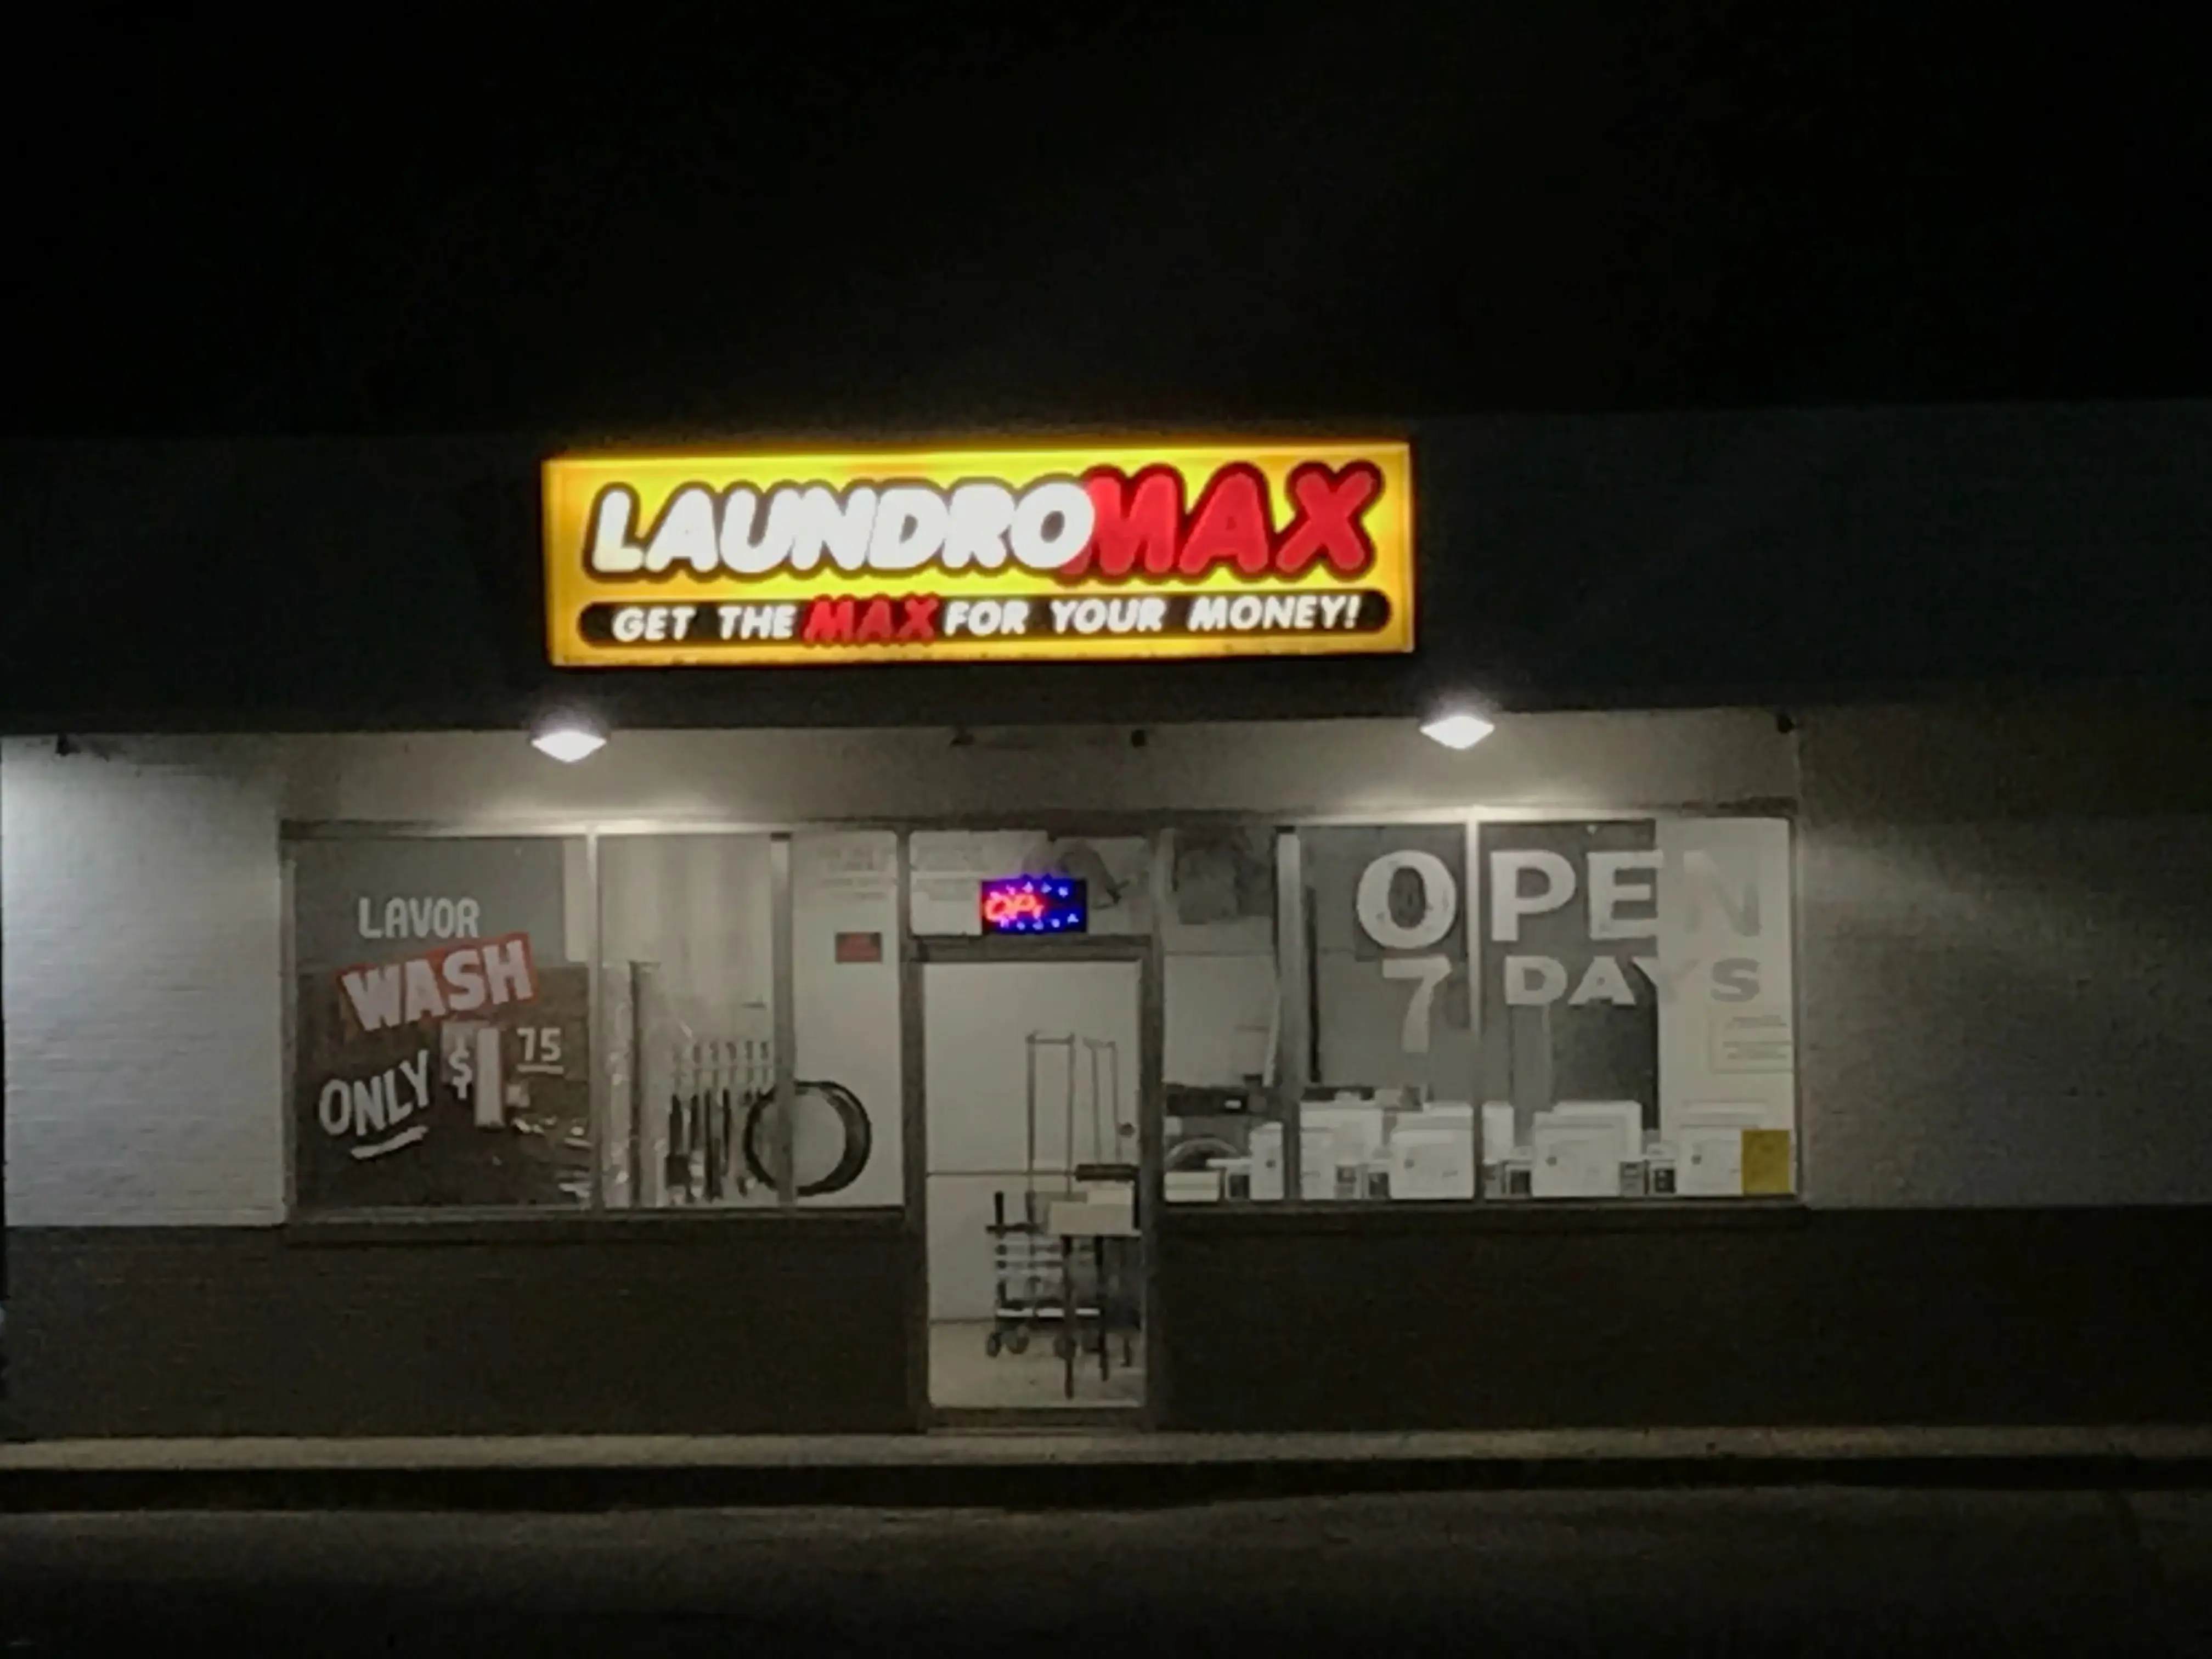 LAUNDROMAX
GET THE MAX FOR YOUR MONEY!
LAVOR
WASH
ONLY $1.75
OPEN
7 DAYS